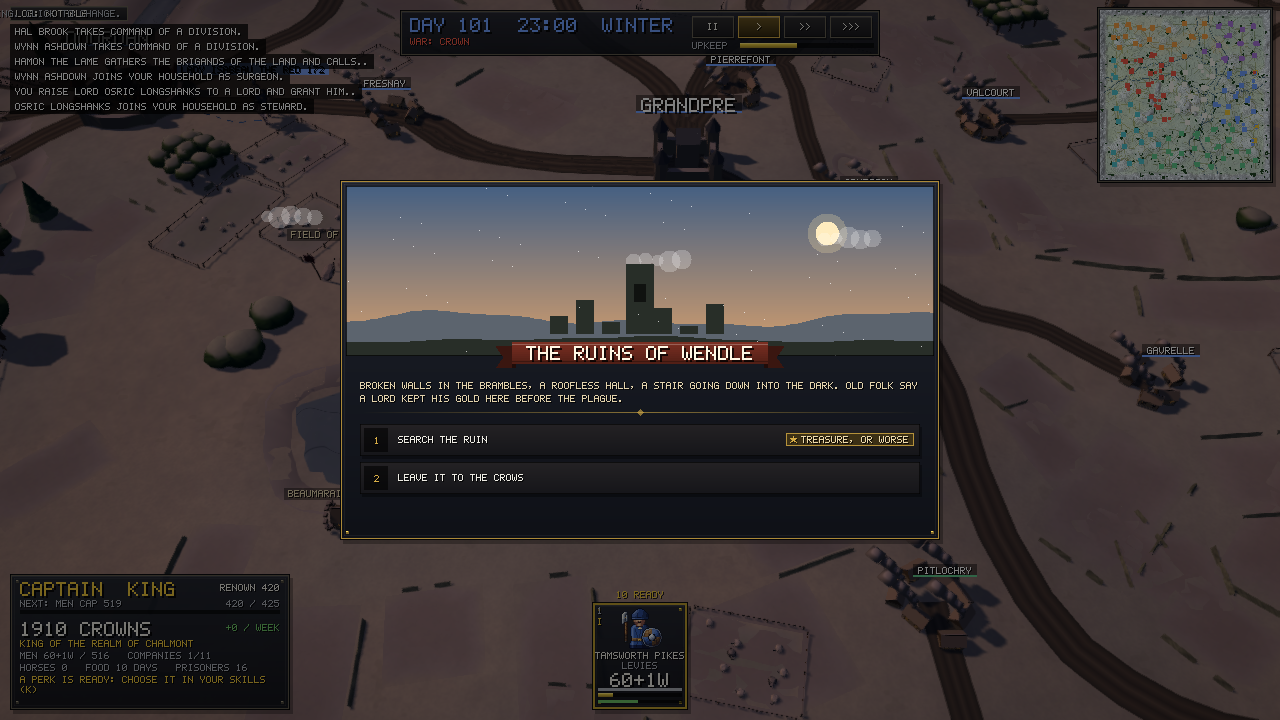 LOG: NOTABLE
HAL BROOK TAKES COMMAND OF A DIVISION.
WYNN ASHDOWN TAKES COMMAND OF A DIVISION.
HAMON THE LAME GATHERS THE BRIGANDS OF THE LAND AND CALLS..
WYNN ASHDOWN JOINS YOUR HOUSEHOLD AS SURGEON.
YOU RAISE LORD OSRIC LONGSHANKS TO A LORD AND GRANT HIM..
OSRIC LONGSHANKS JOINS YOUR HOUSEHOLD AS STEWARD.
DAY 101 23:00 WINTER
WAR: CROWN
II > >> >>>
UPKEEP
PIERREFONT
FRESNAY
GRANDPRE
VALCOURT
FIELD OF
GAVRELLE
BEAUMARAI
PITLOCHRY
THE RUINS OF WENDLE
BROKEN WALLS IN THE BRAMBLES, A ROOFLESS HALL, A STAIR GOING DOWN INTO THE DARK. OLD FOLK SAY
A LORD KEPT HIS GOLD HERE BEFORE THE PLAGUE.
1 SEARCH THE RUIN TREASURE, OR WORSE
2 LEAVE IT TO THE CROWS
CAPTAIN KING RENOWN 420
NEXT: MEN CAP 519 420 / 425
1910 CROWNS +0 / WEEK
KING OF THE REALM OF CHALMONT
MEN 60+1W / 516 COMPANIES 1/11
HORSES 0 FOOD 10 DAYS PRISONERS 16
A PERK IS READY: CHOOSE IT IN YOUR SKILLS
(K)
10 READY
1
I
TAMSWORTH PIKES
LEVIES
60+1W